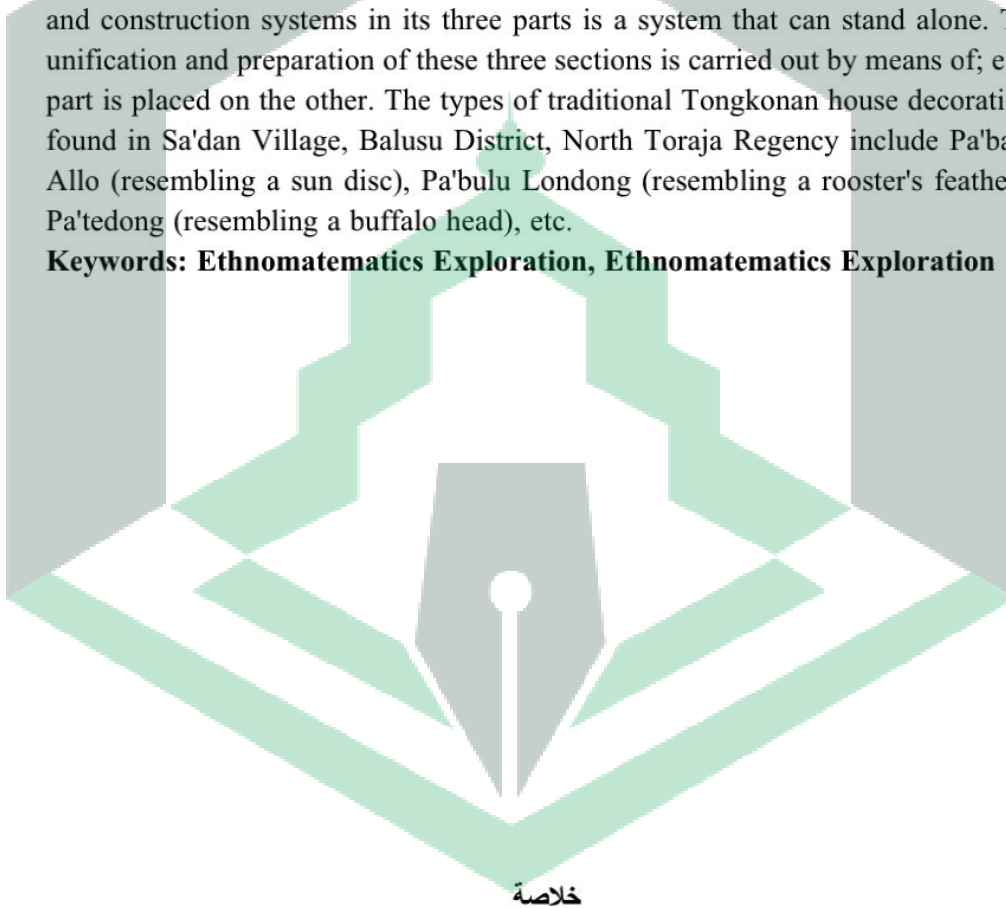 and construction systems in its three parts is a system that can stand alone.
unification and preparation of these three sections is carried out by means of;
part is placed on the other. The types of traditional Tongkonan house
found in Sa'dan Village, Balusu District, North Toraja Regency include
Allo (resembling a sun disc), Pa'bulu Londong (resembling a rooster's
Pa'tedong (resembling a buffalo head), etc.
Keywords: Ethnomatematics Exploration, Ethnomatematics Exploration
خلاصة